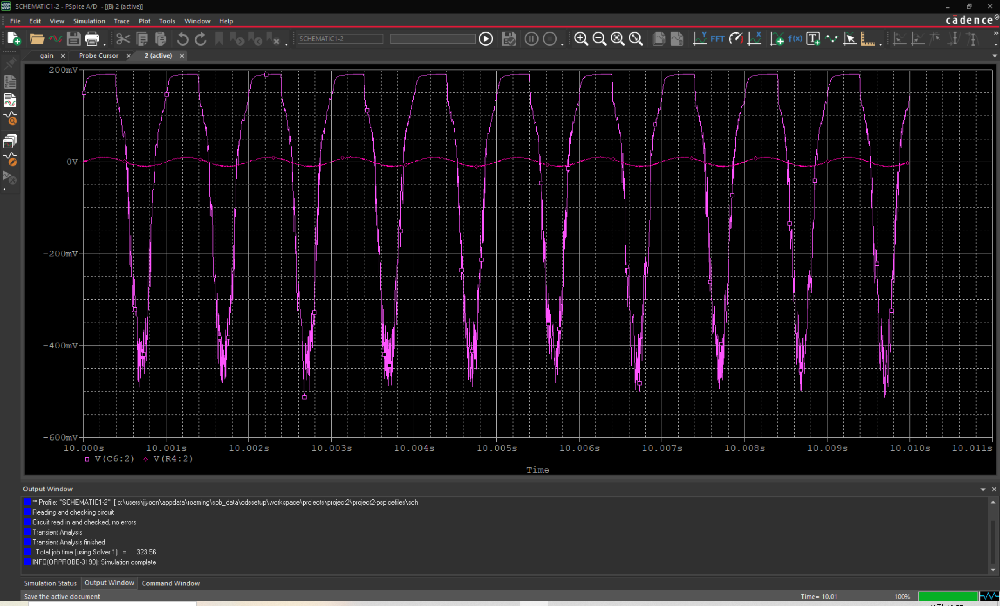 SCHEMATIC1-2 - PSpice A/D - [(B) 2 (active)]
File Edit View Simulation Trace Plot Tools Window Help
cādence®
SCHEMATIC1-2
FFT
f(x)
gain
Probe Cursor
2 (active)
200mV
0V
-200mV
-400mV
-600mV
10.000s 10.001s 10.002s 10.003s 10.004s 10.005s 10.006s 10.007s 10.008s 10.009s 10.010s 10.011s
V(C6:2) V(R4:2)
Time
Output Window
** Profile: "SCHEMATIC1-2" [ c:\users\jiyoon\appdata\roaming\spb_data\cdssetup\workspace\projects\project2\project2-pspicefiles\sch
Reading and checking circuit
Circuit read in and checked, no errors
Transient Analysis
Transient Analysis finished
Total job time (using Solver 1) = 323.56
INFO(ORPROBE-3190): Simulation complete
Simulation Status Output Window Command Window
Save the active document
Time= 10.01 100%